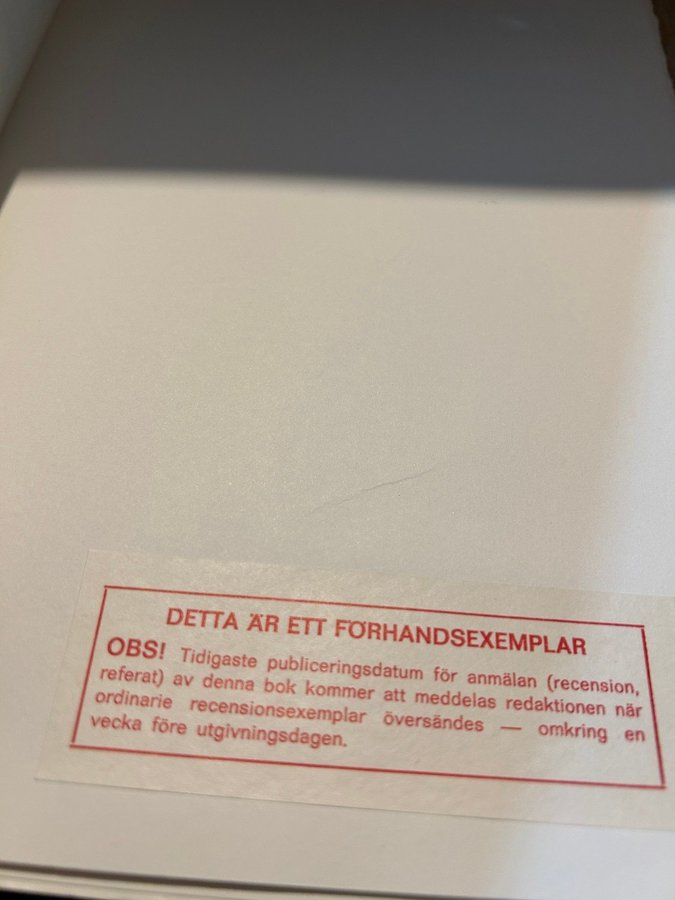 DETTA ÄR ETT FÖRHANDSEXEMPLAR
OBS! Tidigaste publiceringsdatum för anmälan (recension,
referat) av denna bok kommer att meddelas redaktionen när
ordinarie recensionsexemplar översändes — omkring en
vecka före utgivningsdagen.